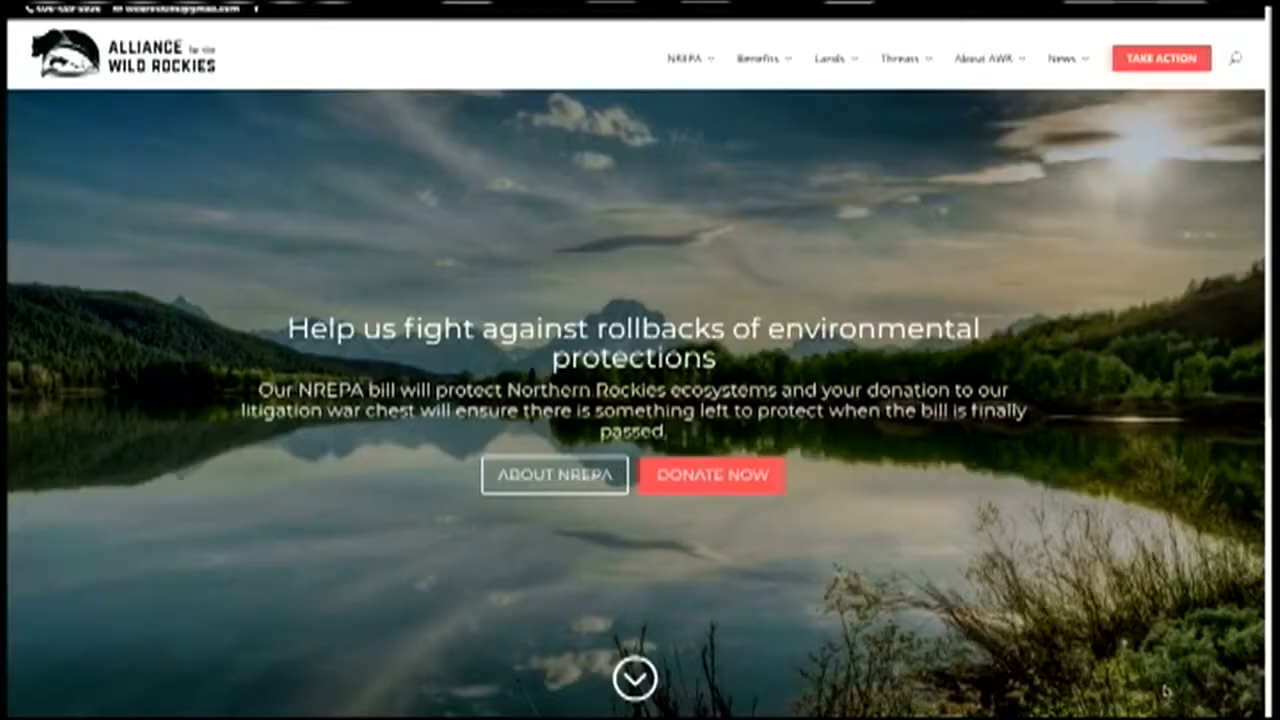 ALLIANCE for the
WILD ROCKIES
NREPA Benefits Lands Threats About AWR News TAKE ACTION
Help us fight against rollbacks of environmental
protections
Our NREPA bill will protect Northern Rockies ecosystems and your donation to our
litigation war chest will ensure there is something left to protect when the bill is finally
passed.
ABOUT NREPA DONATE NOW